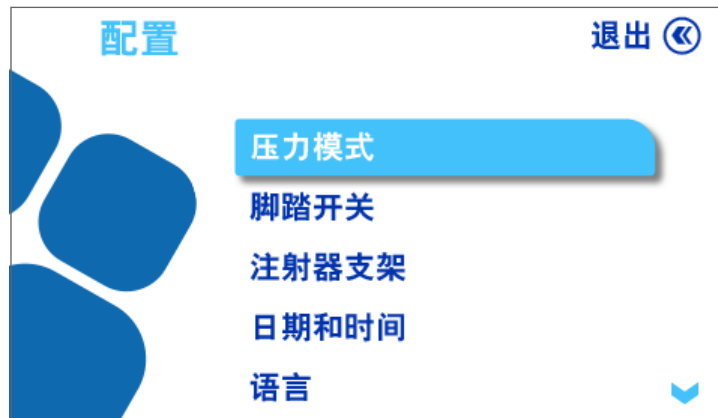 配置
退出
压力模式
脚踏开关
注射器支架
日期和时间
语言